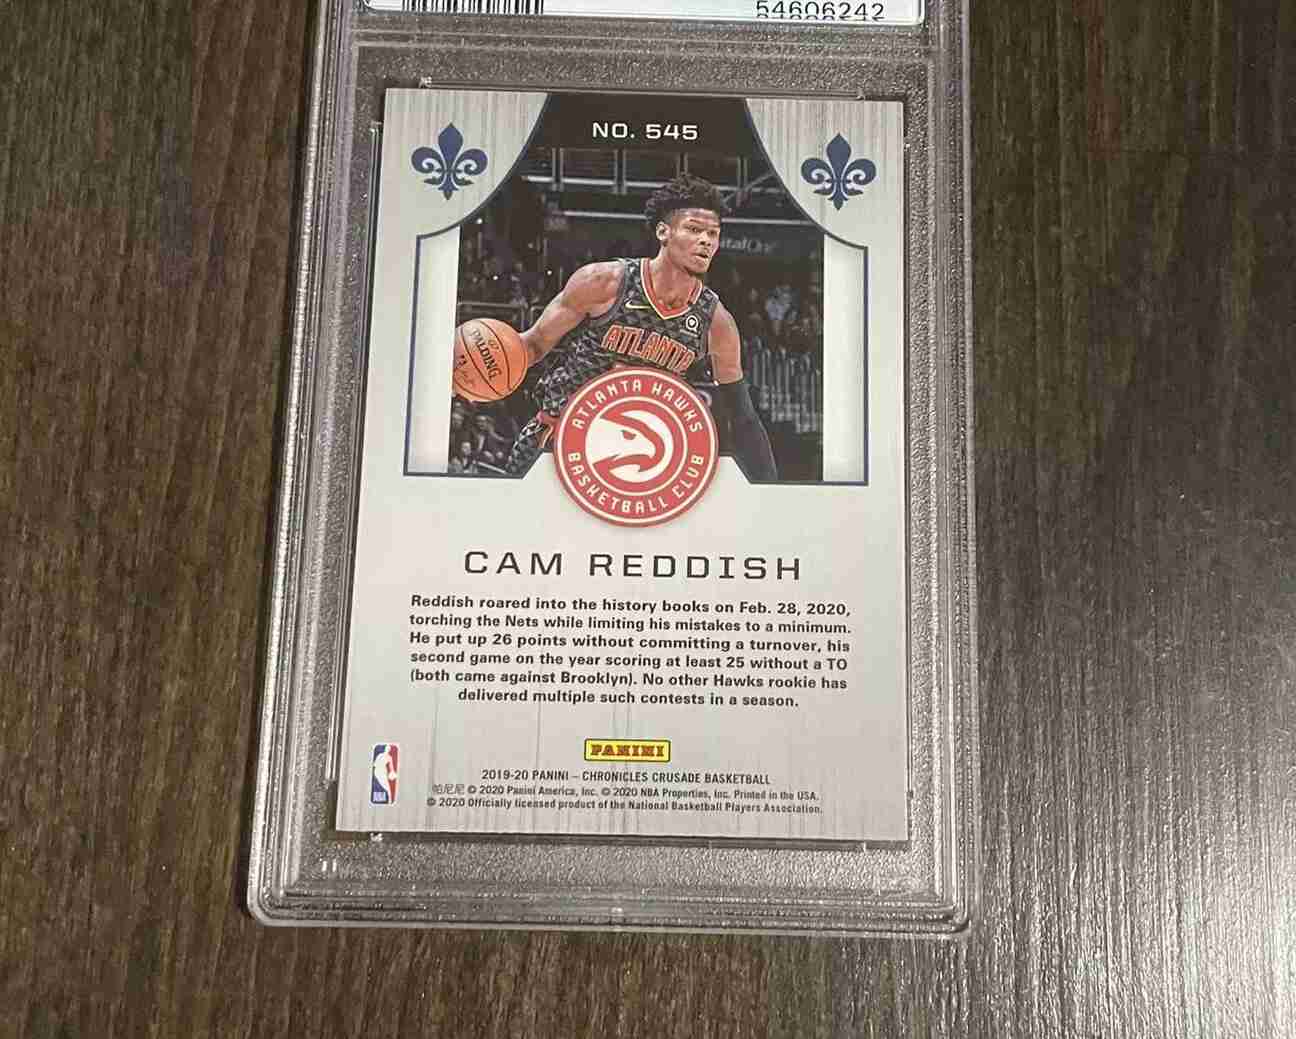 54606242
NO. 545
SPALDING
ATLANTA
ATLANTA HAWKS
BASKETBALL CLUB
CAM REDDISH
Reddish roared into the history books on Feb. 28, 2020,
torching the Nets while limiting his mistakes to a minimum.
He put up 26 points without committing a turnover, his
second game on the year scoring at least 25 without a TO
(both came against Brooklyn). No other Hawks rookie has
delivered multiple such contests in a season.
PANINI
NBA
2019-20 PANINI – CHRONICLES CRUSADE BASKETBALL
帕尼尼 © 2020 Panini America, Inc. © 2020 NBA Properties, Inc. Printed in the USA.
© 2020 Officially licensed product of the National Basketball Players Association.